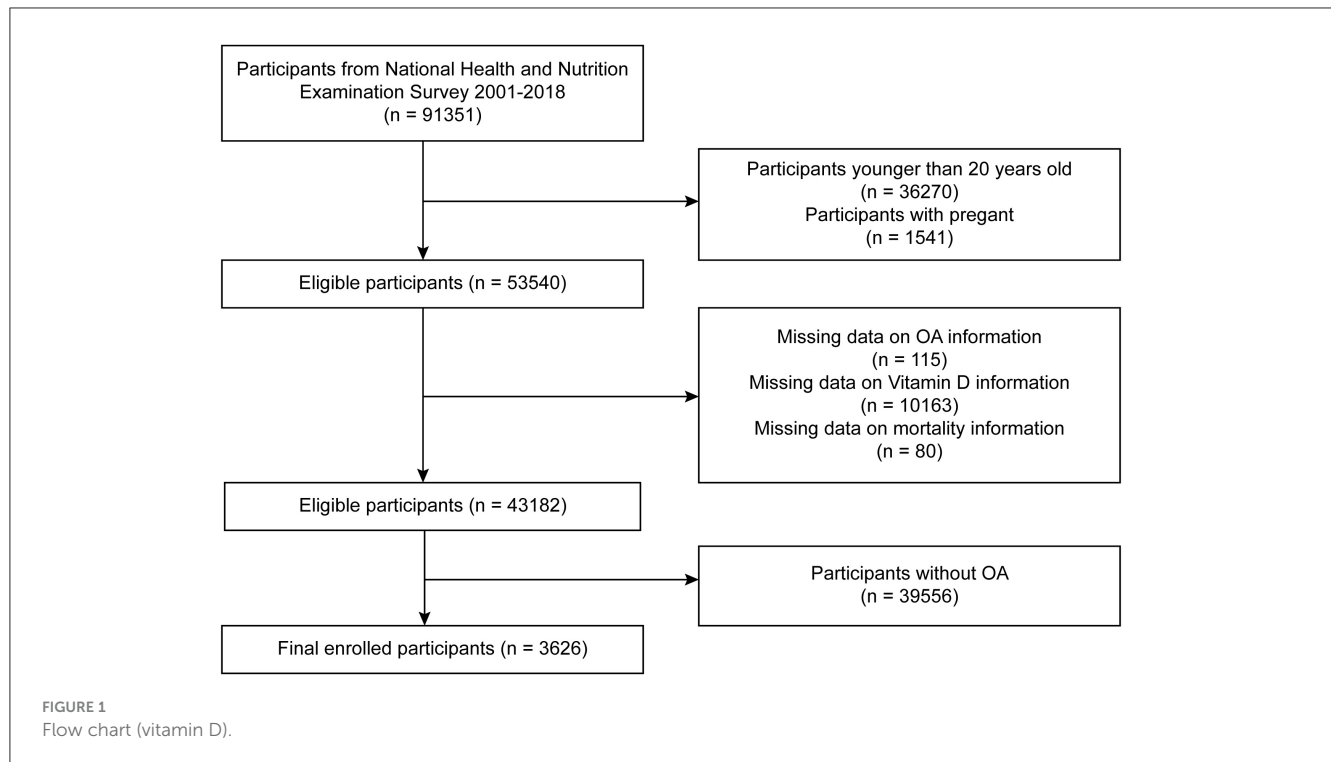 Participants from National Health and Nutrition
Examination Survey 2001-2018
(n = 91351)
Participants younger than 20 years old
(n = 36270)
Participants with pregant
(n = 1541)
Eligible participants (n = 53540)
Missing data on OA information
(n = 115)
Missing data on Vitamin D information
(n = 10163)
Missing data on mortality information
(n = 80)
Eligible participants (n = 43182)
Participants without OA
(n = 39556)
Final enrolled participants (n = 3626)
FIGURE 1
Flow chart (vitamin D).